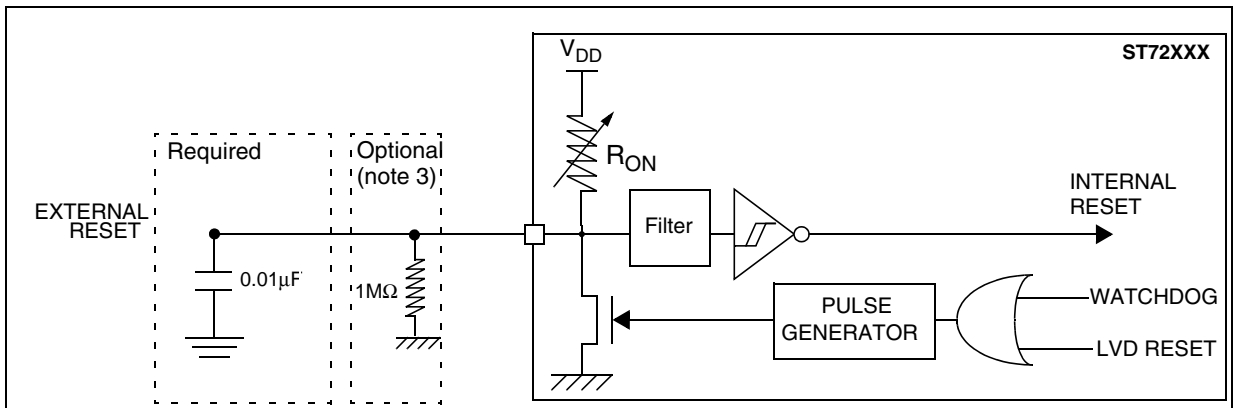 V_DD
ST72XXX
Required
Optional
(note 3)
R_ON
EXTERNAL
RESET
INTERNAL
RESET
Filter
0.01μF
1MΩ
PULSE
GENERATOR
WATCHDOG
LVD RESET